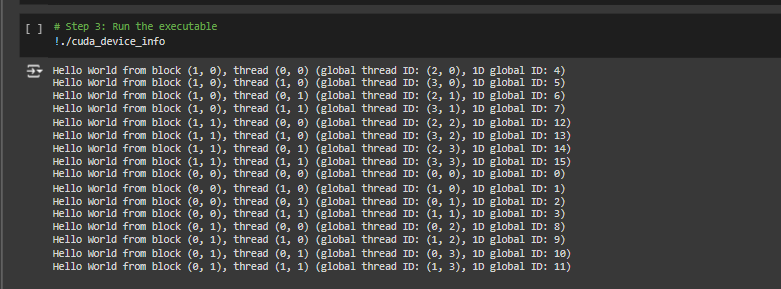 [ ] # Step 3: Run the executable
!./cuda_device_info
Hello World from block (1, 0), thread (0, 0) (global thread ID: (2, 0), 1D global ID: 4)
Hello World from block (1, 0), thread (1, 0) (global thread ID: (3, 0), 1D global ID: 5)
Hello World from block (1, 0), thread (0, 1) (global thread ID: (2, 1), 1D global ID: 6)
Hello World from block (1, 0), thread (1, 1) (global thread ID: (3, 1), 1D global ID: 7)
Hello World from block (1, 1), thread (0, 0) (global thread ID: (2, 2), 1D global ID: 12)
Hello World from block (1, 1), thread (1, 0) (global thread ID: (3, 2), 1D global ID: 13)
Hello World from block (1, 1), thread (0, 1) (global thread ID: (2, 3), 1D global ID: 14)
Hello World from block (1, 1), thread (1, 1) (global thread ID: (3, 3), 1D global ID: 15)
Hello World from block (0, 0), thread (0, 0) (global thread ID: (0, 0), 1D global ID: 0)
Hello World from block (0, 0), thread (1, 0) (global thread ID: (1, 0), 1D global ID: 1)
Hello World from block (0, 0), thread (0, 1) (global thread ID: (0, 1), 1D global ID: 2)
Hello World from block (0, 0), thread (1, 1) (global thread ID: (1, 1), 1D global ID: 3)
Hello World from block (0, 1), thread (0, 0) (global thread ID: (0, 2), 1D global ID: 8)
Hello World from block (0, 1), thread (1, 0) (global thread ID: (1, 2), 1D global ID: 9)
Hello World from block (0, 1), thread (0, 1) (global thread ID: (0, 3), 1D global ID: 10)
Hello World from block (0, 1), thread (1, 1) (global thread ID: (1, 3), 1D global ID: 11)